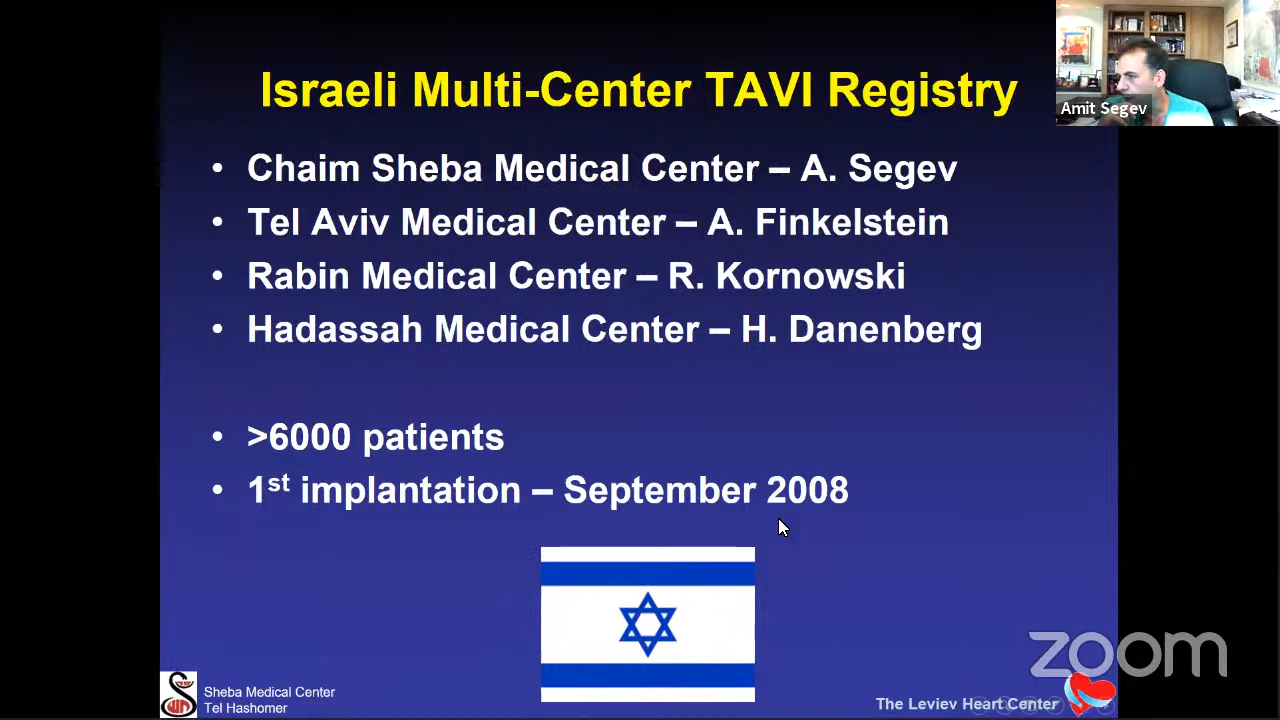 Israeli Multi-Center TAVI Registry
Amit Segev
• Chaim Sheba Medical Center – A. Segev
• Tel Aviv Medical Center – A. Finkelstein
• Rabin Medical Center – R. Kornowski
• Hadassah Medical Center – H. Danenberg
• >6000 patients
• 1st implantation – September 2008
zoom
Sheba Medical Center
Tel Hashomer
The Leviev Heart Center